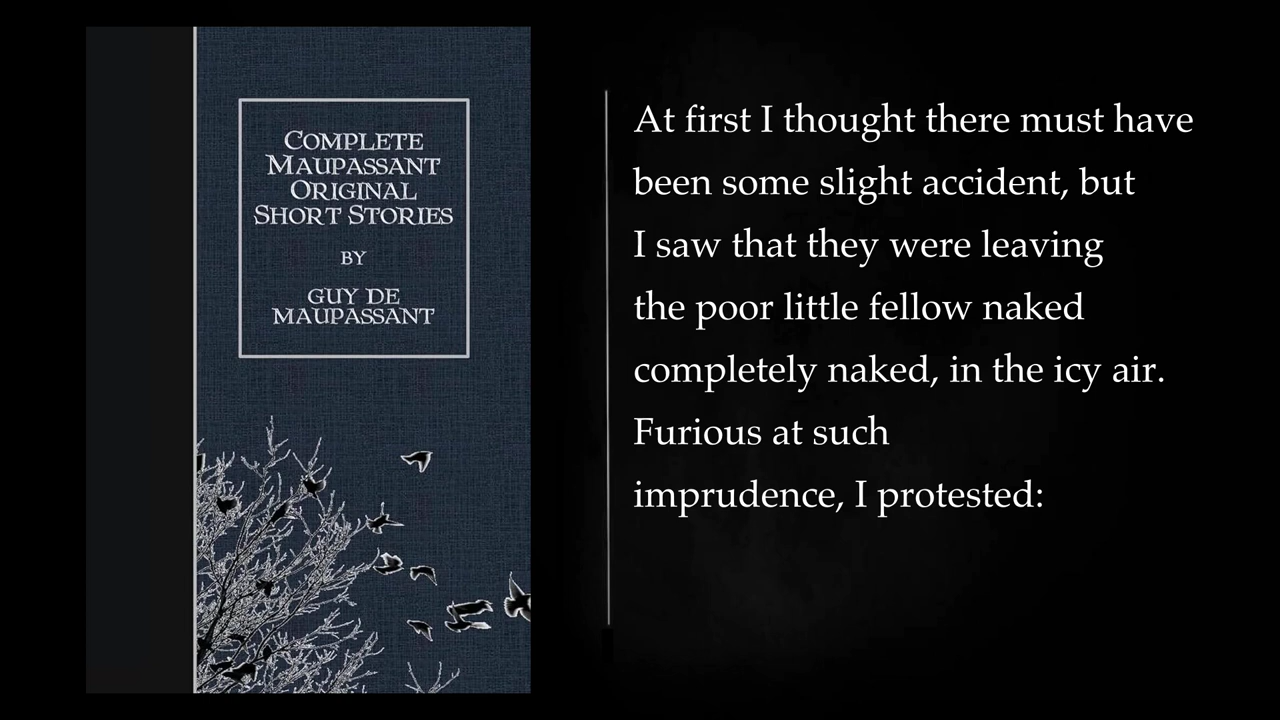 COMPLETE
MAUPASSANT
ORIGINAL
SHORT STORIES
BY
GUY DE
MAUPASSANT
At first I thought there must have
been some slight accident, but
I saw that they were leaving
the poor little fellow naked
completely naked, in the icy air.
Furious at such
imprudence, I protested: